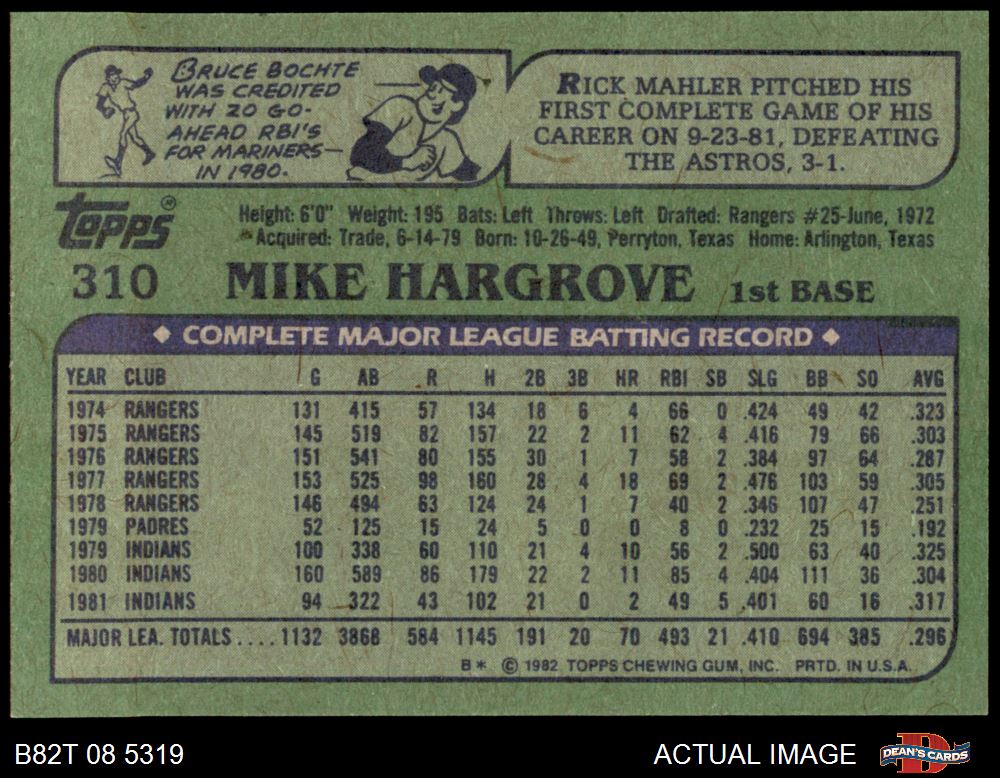 BRUCE BOCHTE
WAS CREDITED
WITH 20 GO-
AHEAD RBI'S
FOR MARINERS—
IN 1980.
RICK MAHLER PITCHED HIS
FIRST COMPLETE GAME OF HIS
CAREER ON 9-23-81, DEFEATING
THE ASTROS, 3-1.
TOPPS®
Height: 6'0" Weight: 195 Bats: Left Throws: Left Drafted: Rangers #25-June, 1972
Acquired: Trade, 6-14-79 Born: 10-26-49, Perryton, Texas Home: Arlington, Texas
310 MIKE HARGROVE 1st BASE
◆ COMPLETE MAJOR LEAGUE BATTING RECORD ◆
YEAR CLUB G AB R H 2B 3B HR RBI SB SLG BB SO AVG
1974 RANGERS 131 415 57 134 18 6 4 66 0 .424 49 42 .323
1975 RANGERS 145 519 82 157 22 2 11 62 4 .416 79 66 .303
1976 RANGERS 151 541 80 155 30 1 7 58 2 .384 97 64 .287
1977 RANGERS 153 525 98 160 28 4 18 69 2 .476 103 59 .305
1978 RANGERS 146 494 63 124 24 1 7 40 2 .346 107 47 .251
1979 PADRES 52 125 15 24 5 0 0 8 0 .232 25 15 .192
1979 INDIANS 100 338 60 110 21 4 10 56 2 .500 63 40 .325
1980 INDIANS 160 589 86 179 22 2 11 85 4 .404 111 36 .304
1981 INDIANS 94 322 43 102 21 0 2 49 5 .401 60 16 .317
MAJOR LEA. TOTALS .... 1132 3868 584 1145 191 20 70 493 21 .410 694 385 .296
B* © 1982 TOPPS CHEWING GUM, INC. PRTD. IN U.S.A.
B82T 08 5319 ACTUAL IMAGE DEAN'S CARDS